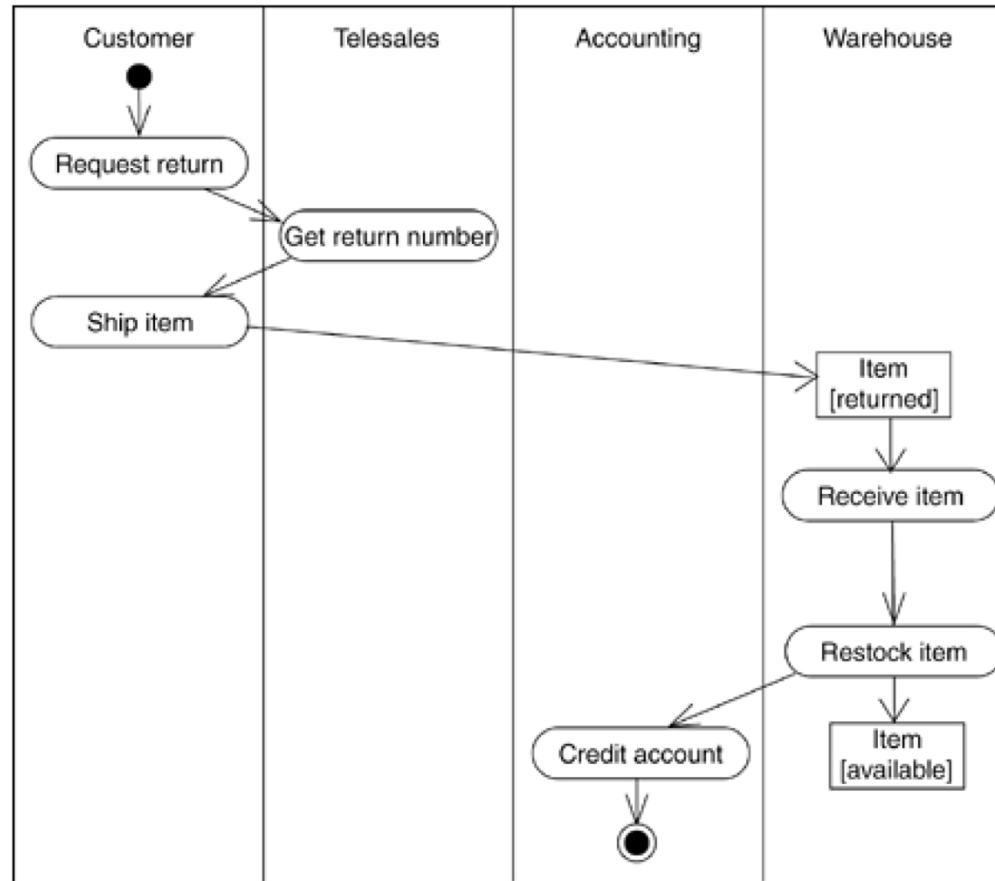 Customer
Telesales
Accounting
Warehouse
Request return
Get return number
Ship item
Item
[returned]
Receive item
Restock item
Credit account
Item
[available]